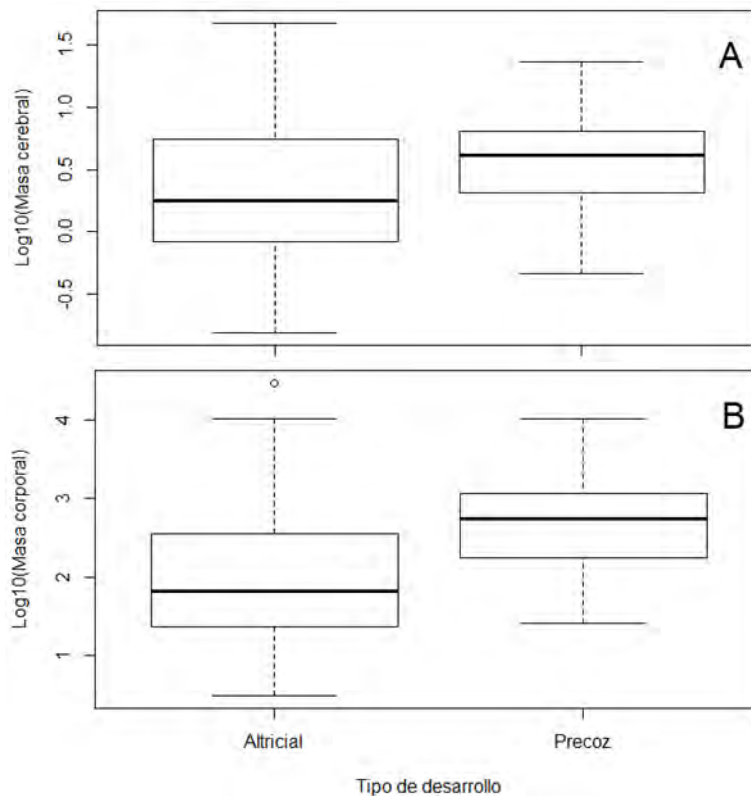 A
Log10(Masa cerebral)
1.5
1.0
0.5
0.0
-0.5
B
Log10(Masa corporal)
4
3
2
1
Altricial
Precoz
Tipo de desarrollo